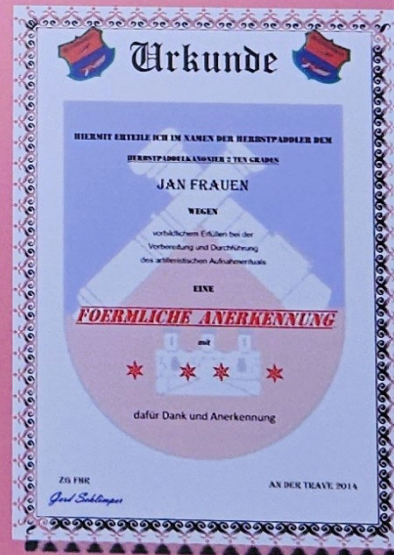 Urkunde
HIERMIT ERTEILE ICH IM NAMEN DER HERBSTPADDLER DEM
HERBSTPADDELKANONIER 2 TEN GRADES
JAN FRAUEN
WEGEN
vorbildlichem Erfüllen bei der
Vorbereitung und Durchführung
des artilleristischen Aufnahmerituals
EINE
FOERMLICHE ANERKENNUNG
mit
dafür Dank und Anerkennung
ZG FHR
AN DER TRAVE 2014
Gerd Schlimper